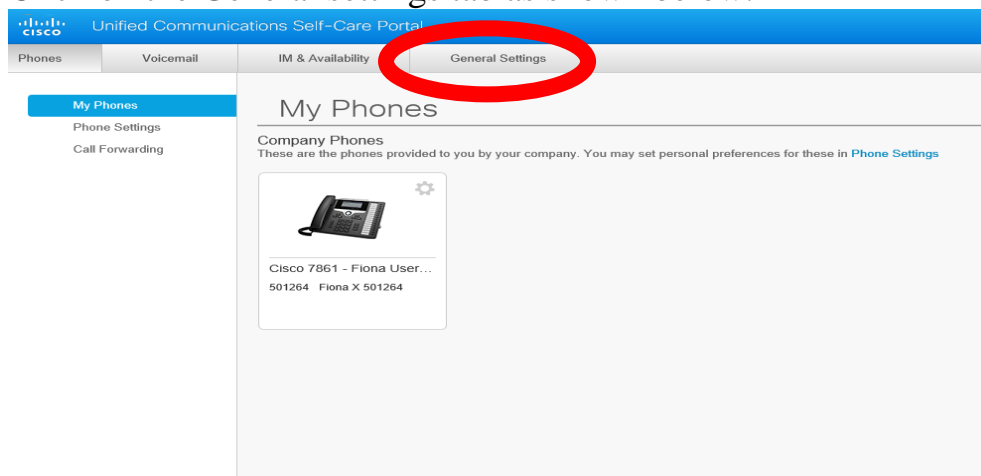 cisco Unified Communications Self-Care Portal
Phones Voicemail IM & Availability General Settings
My Phones
Phone Settings
Call Forwarding
My Phones
Company Phones
These are the phones provided to you by your company. You may set personal preferences for these in Phone Settings
Cisco 7861 - Fiona User...
501264 Fiona X 501264